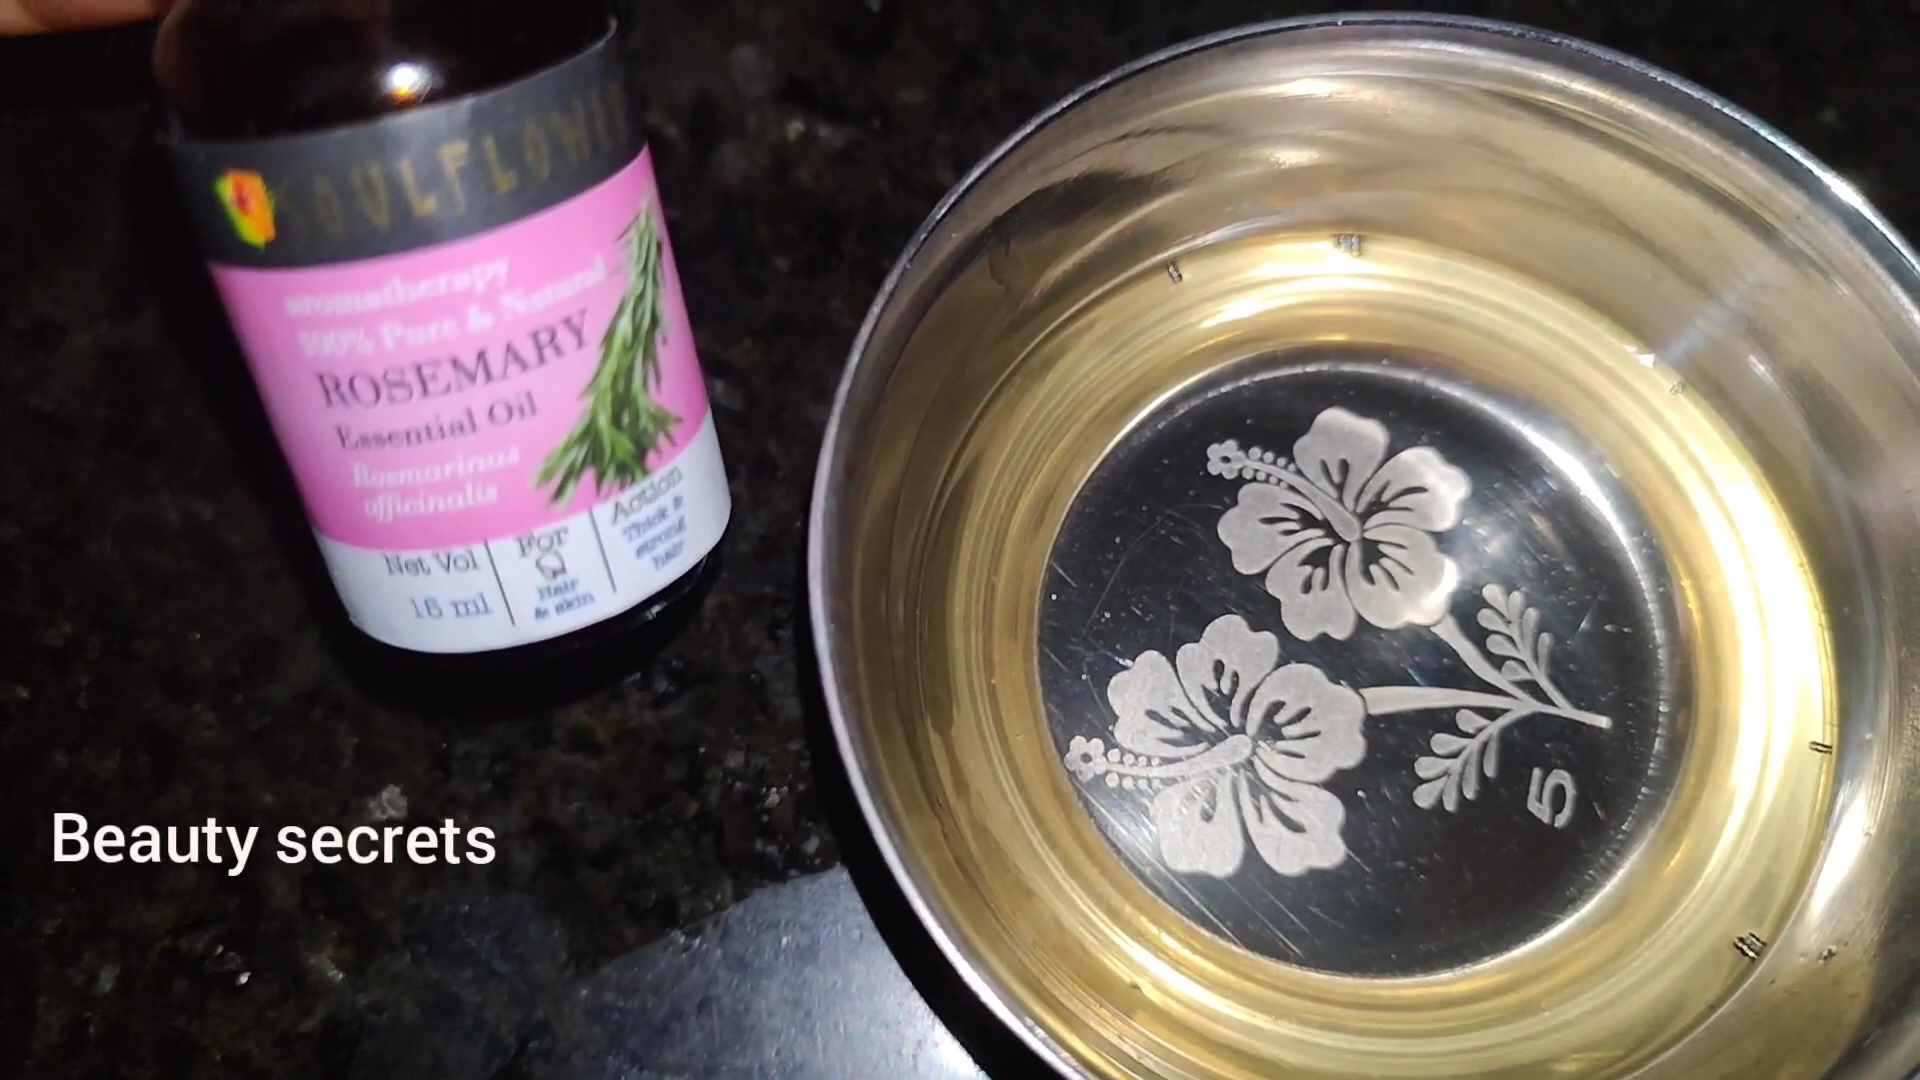 SOULFLOWER
aromatherapy
100% Pure & Natural
ROSEMARY
Essential Oil
Rosmarinus
officinalis
Net Vol
15 ml
For
Hair
& skin
Action
Thick &
strong
hair
5
Beauty secrets